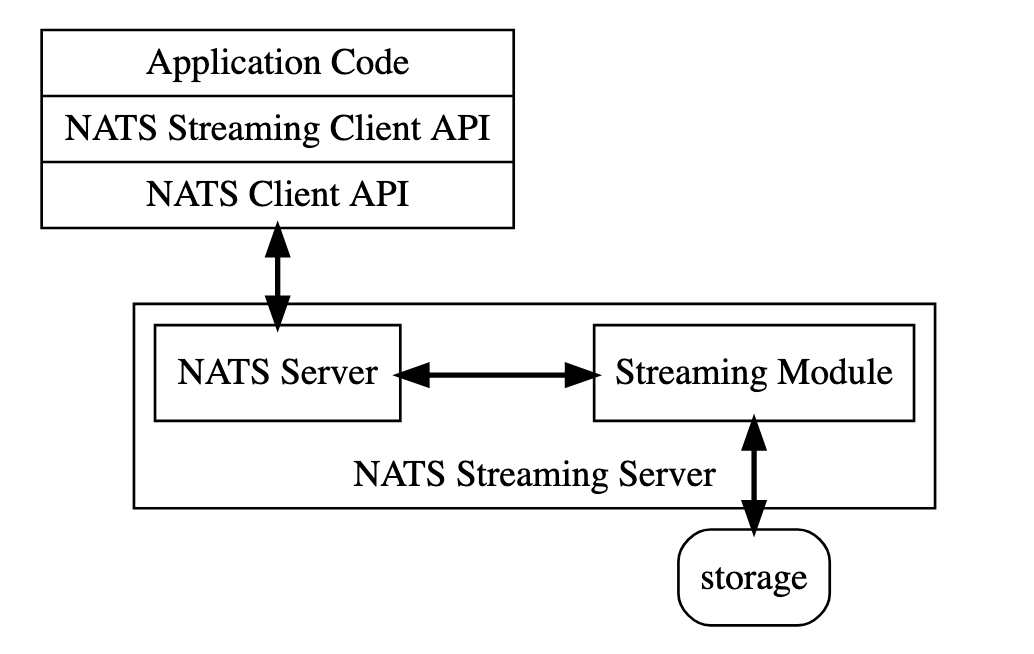 Application Code
NATS Streaming Client API
NATS Client API
NATS Server
Streaming Module
NATS Streaming Server
storage